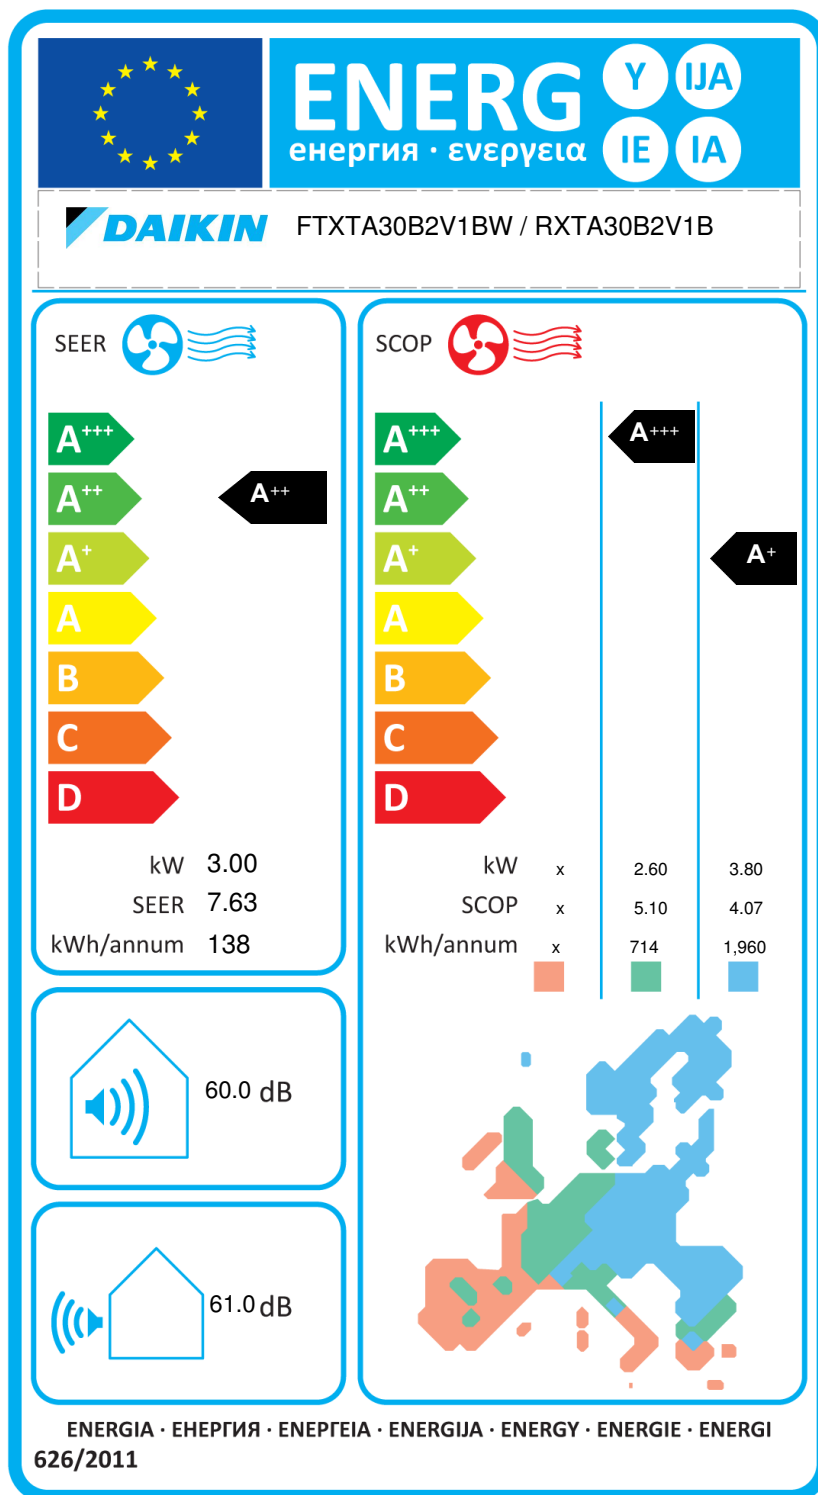 ENERG
Y IJA
IE IA
енергия · ενεργεια
DAIKIN
FTXTA30B2V1BW / RXTA30B2V1B
SEER
A+++
A++
A+
A
B
C
D
A++
kW 3.00
SEER 7.63
kWh/annum 138
SCOP
A+++
A++
A+
A
B
C
D
A+++
A+
kW x 2.60 3.80
SCOP x 5.10 4.07
kWh/annum x 714 1,960
60.0 dB
61.0 dB
ENERGIA · ЕНЕРГИЯ · ΕΝΕΡΓΕΙΑ · ENERGIJA · ENERGY · ENERGIE · ENERGI
626/2011